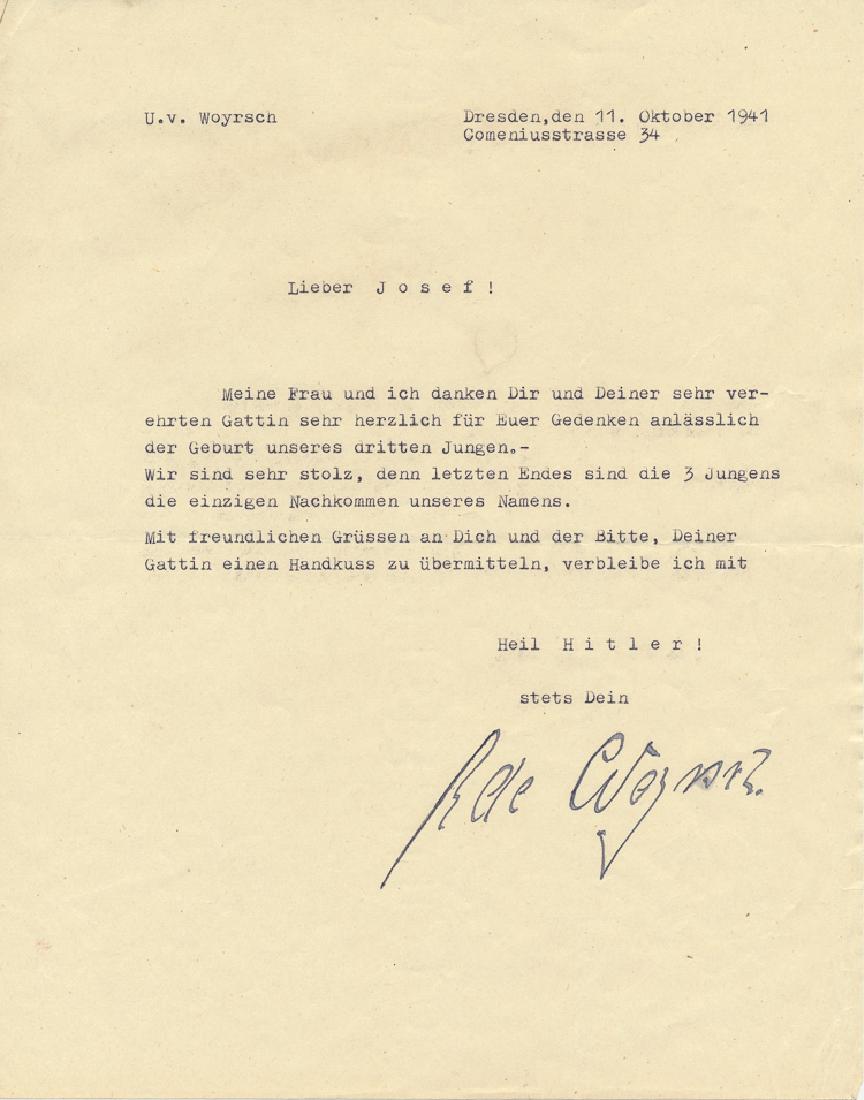 U.v. Woyrsch
Dresden,den 11. Oktober 1941
Comeniusstrasse 34
Lieber J o s e f !
Meine Frau und ich danken Dir und Deiner sehr ver-
ehrten Gattin sehr herzlich für Euer Gedenken anlässlich
der Geburt unseres dritten Jungen.-
Wir sind sehr stolz, denn letzten Endes sind die 3 Jungens
die einzigen Nachkommen unseres Namens.
Mit freundlichen Grüssen an Dich und der Bitte, Deiner
Gattin einen Handkuss zu übermitteln, verbleibe ich mit
Heil H i t l e r !
stets Dein